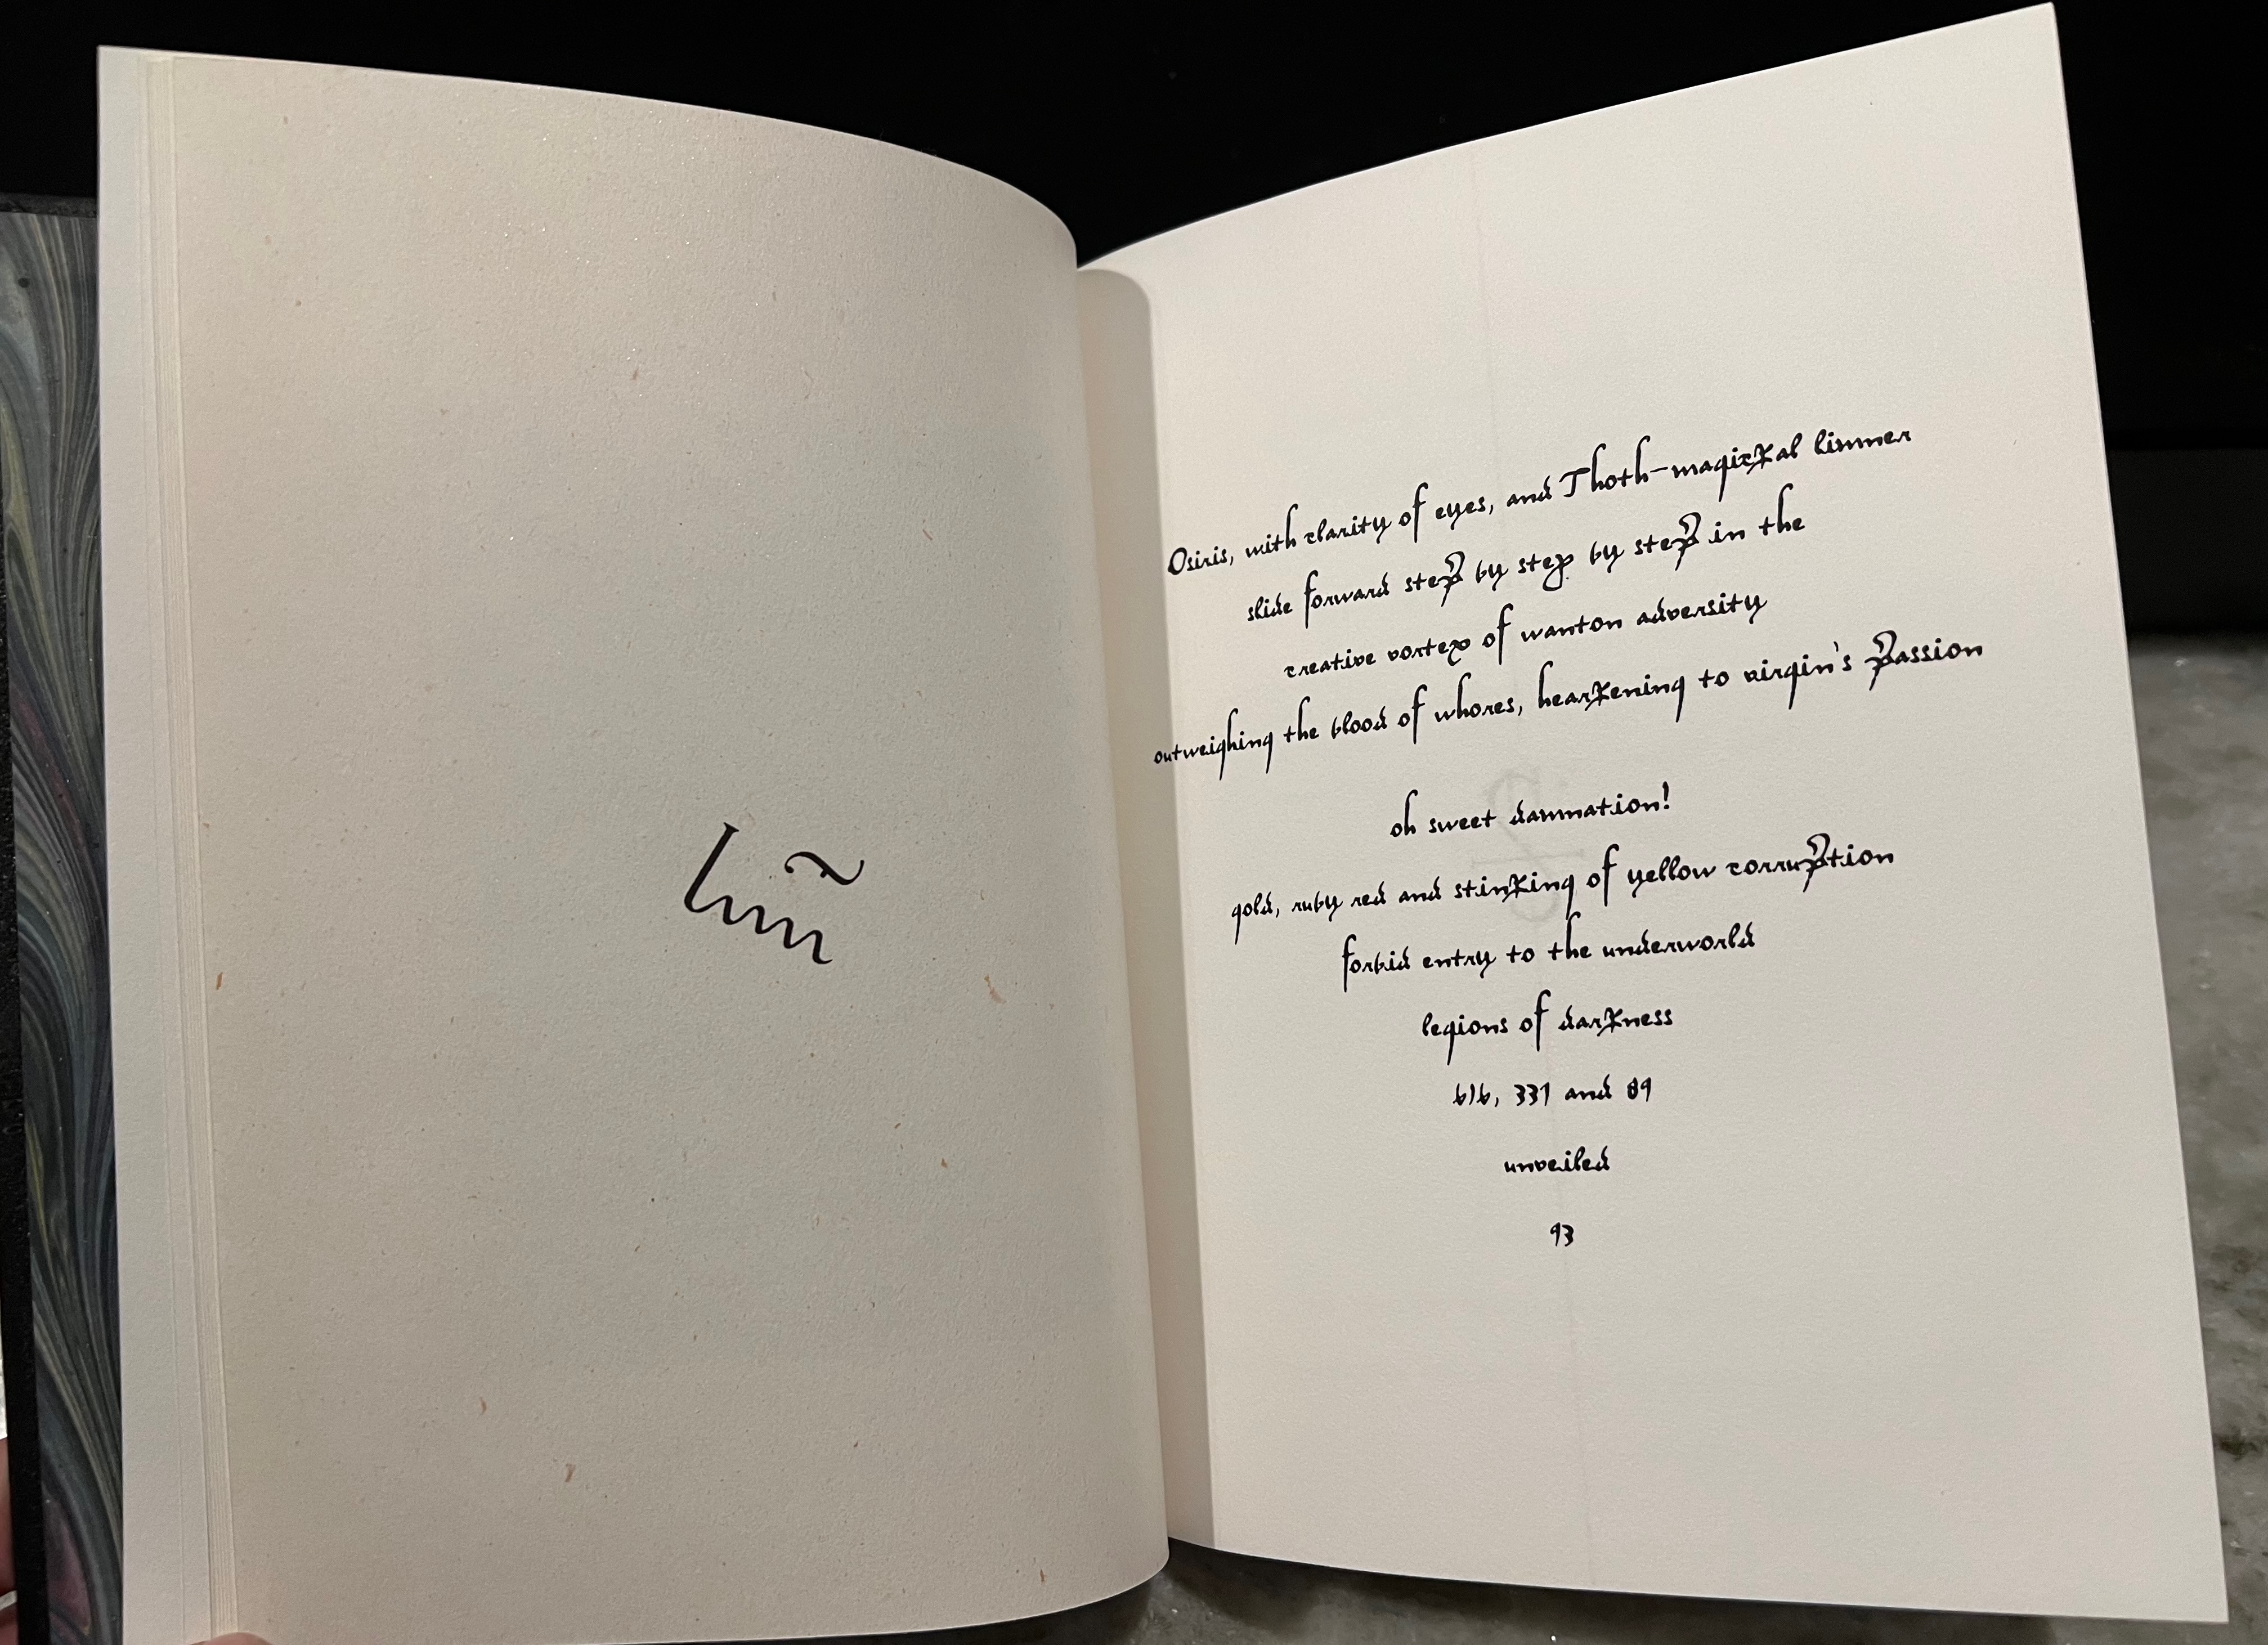 Osiris, with clarity of eyes, and Thoth-magickal limner
slide forward step by step by step in the
creative vortex of wanton adversity
outweighing the blood of whores, hearkening to virgin's passion
oh sweet damnation!
gold, ruby red and stinking of yellow corruption
forbid entry to the underworld
legions of darkness
616, and 89
unveiled
93